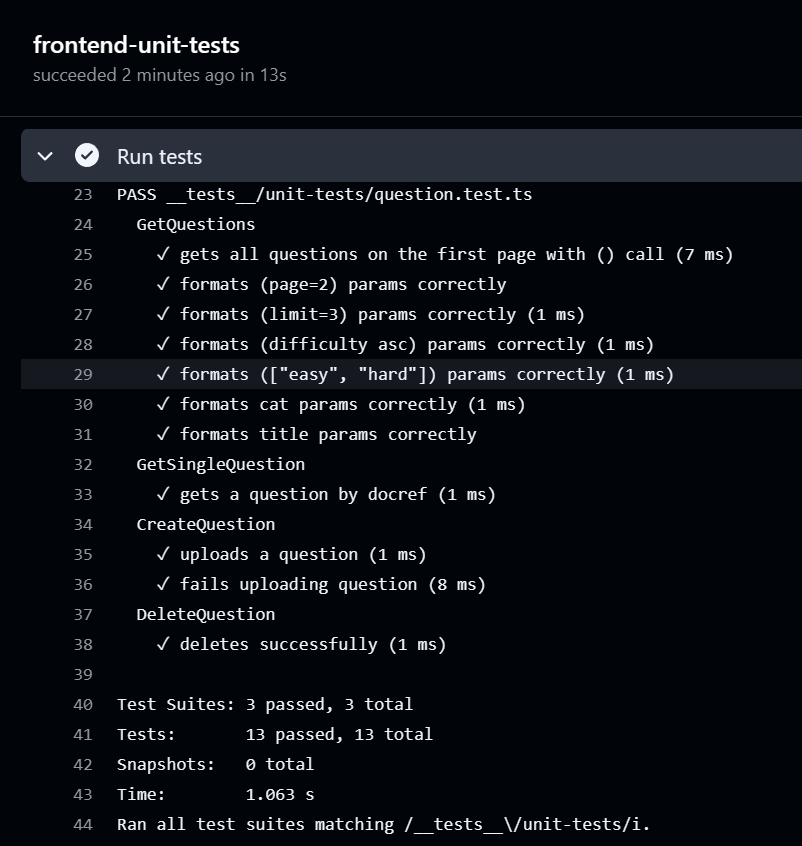 frontend-unit-tests
succeeded 2 minutes ago in 13s
Run tests
23 PASS __tests__/unit-tests/question.test.ts
24 GetQuestions
25 ✓ gets all questions on the first page with () call (7 ms)
26 ✓ formats (page=2) params correctly
27 ✓ formats (limit=3) params correctly (1 ms)
28 ✓ formats (difficulty asc) params correctly (1 ms)
29 ✓ formats (["easy", "hard"]) params correctly (1 ms)
30 ✓ formats cat params correctly (1 ms)
31 ✓ formats title params correctly
32 GetSingleQuestion
33 ✓ gets a question by docref (1 ms)
34 CreateQuestion
35 ✓ uploads a question (1 ms)
36 ✓ fails uploading question (8 ms)
37 DeleteQuestion
38 ✓ deletes successfully (1 ms)
39
40 Test Suites: 3 passed, 3 total
41 Tests: 13 passed, 13 total
42 Snapshots: 0 total
43 Time: 1.063 s
44 Ran all test suites matching /__tests__\/unit-tests/i.